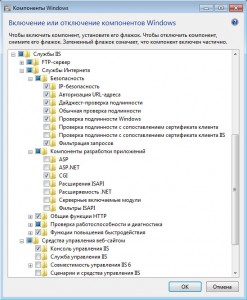 Компоненты Windows
Включение или отключение компонентов Windows
Чтобы включить компонент, установите его флажок. Чтобы отключить компонент,
снимите его флажок. Затененный флажок означает, что компонент включен частично.
Службы IIS
FTP-сервер
Службы Интернета
Безопасность
IP-безопасность
Авторизация URL-адреса
Дайджест-проверка подлинности
Обычная проверка подлинности
Проверка подлинности Windows
Проверка подлинности с сопоставлением сертификата клиента
Проверка подлинности с сопоставлением сертификата клиента IIS
Фильтрация запросов
Компоненты разработки приложений
ASP
ASP.NET
CGI
Расширения ISAPI
Расширяемость .NET
Серверные включаемые модули
Фильтры ISAPI
Общие функции HTTP
Проверка работоспособности и диагностика
Функции повышения быстродействия
Средства управления веб-сайтом
Консоль управления IIS
Служба управления IIS
Совместимость управления IIS 6
Сценарии и средства управления IIS
ОК
Отмена